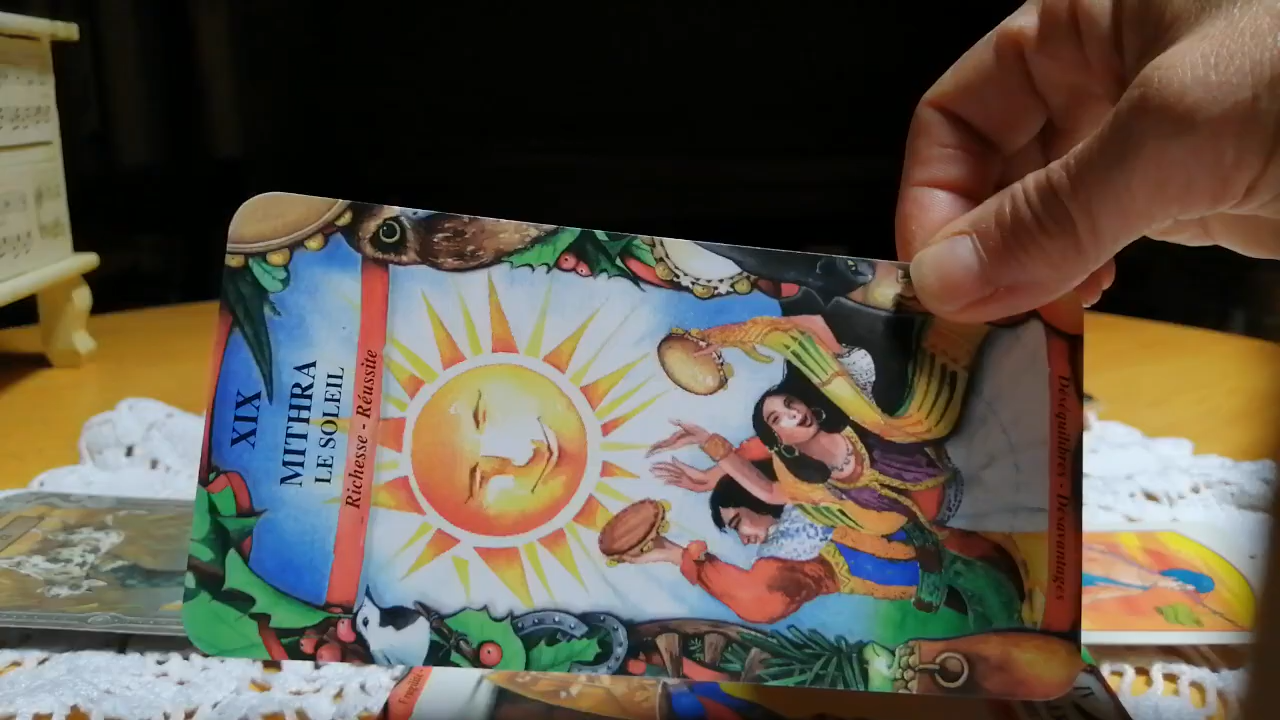 XIX
MITHRA
LE SOLEIL
Richesse - Réussite
Déséquilibres - Désavantages